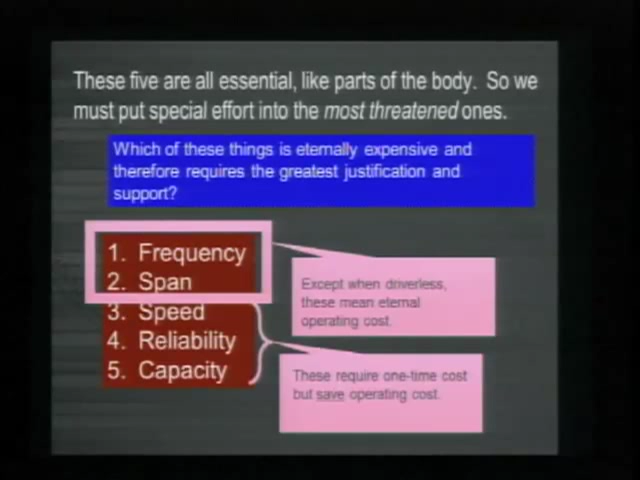 These five are all essential, like parts of the body. So we
must put special effort into the most threatened ones.
Which of these things is eternally expensive and
therefore requires the greatest justification and
support?
1. Frequency
2. Span
3. Speed
4. Reliability
5. Capacity
Except when driverless,
these mean eternal
operating cost.
These require one-time cost
but save operating cost.